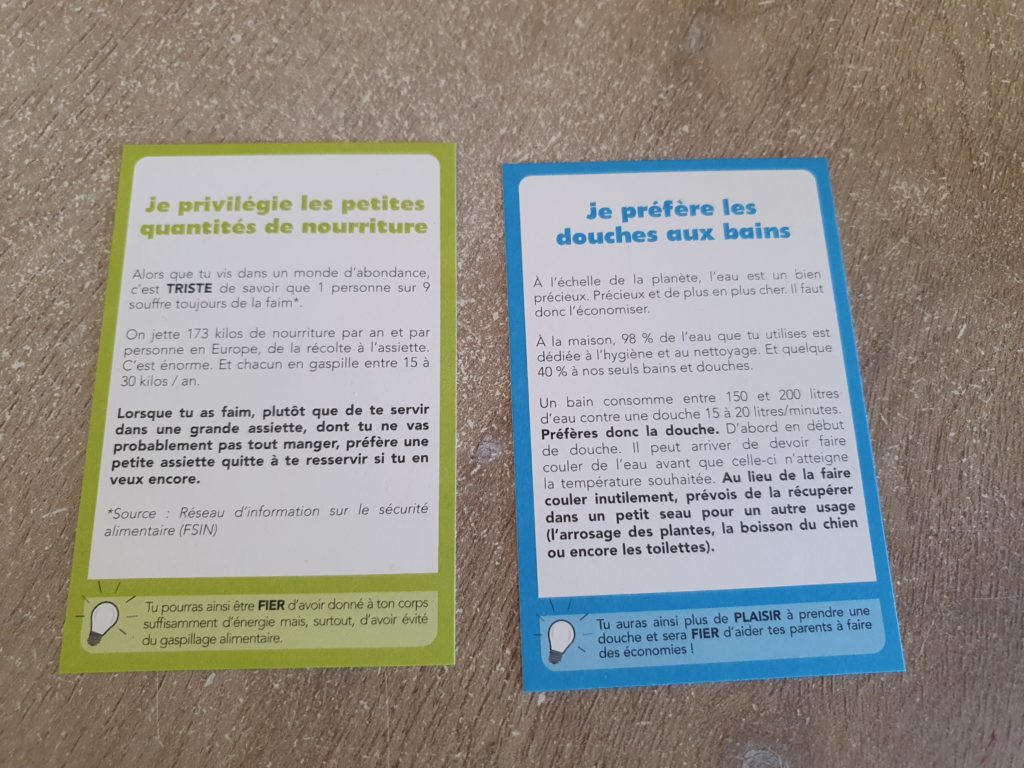 je privilégie les petites
quantités de nourriture
Alors que tu vis dans un monde d'abondance,
c'est TRISTE de savoir que 1 personne sur 9
souffre toujours de la faim*.
On jette 173 kilos de nourriture par an et par
personne en Europe, de la récolte à l'assiette.
C'est énorme. Et chacun en gaspille entre 15 à
30 kilos / an.
Lorsque tu as faim, plutôt que de te servir
dans une grande assiette, dont tu ne vas
probablement pas tout manger, préfère une
petite assiette quitte à te resservir si tu en
veux encore.
*Source : Réseau d'information sur le sécurité
alimentaire (FSIN)
Tu pourras ainsi être FIER d'avoir donné à ton corps
suffisamment d'énergie mais, surtout, d'avoir évité
du gaspillage alimentaire.
je préfère les
douches aux bains
À l'échelle de la planète, l'eau est un bien
précieux. Précieux et de plus en plus cher. Il faut
donc l'économiser.
À la maison, 98 % de l'eau que tu utilises est
dédiée à l'hygiène et au nettoyage. Et quelque
40 % à nos seuls bains et douches.
Un bain consomme entre 150 et 200 litres
d'eau contre une douche 15 à 20 litres/minutes.
Préfères donc la douche. D'abord en début
de douche. Il peut arriver de devoir faire
couler de l'eau avant que celle-ci n'atteigne
la température souhaitée. Au lieu de la faire
couler inutilement, prévois de la récupérer
dans un petit seau pour un autre usage
(l'arrosage des plantes, la boisson du chien
ou encore les toilettes).
Tu auras ainsi plus de PLAISIR à prendre une
douche et sera FIER d'aider tes parents à faire
des économies !